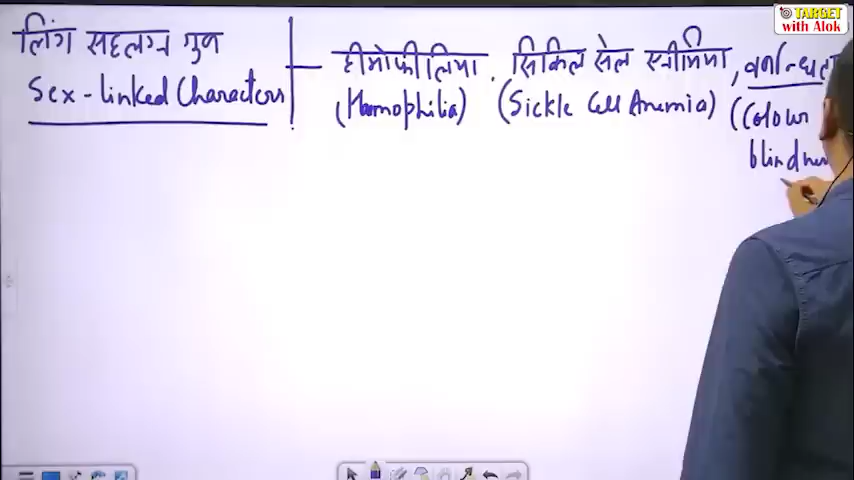 TARGET
with Alok
लिंग सहलग्न गुण
Sex-linked Characters
हीमोफीलिया, सिकिल सेल एनीमिया, वर्णान्धता
(Haemophilia) (Sickle Cell Anemia) (Colour
blindness